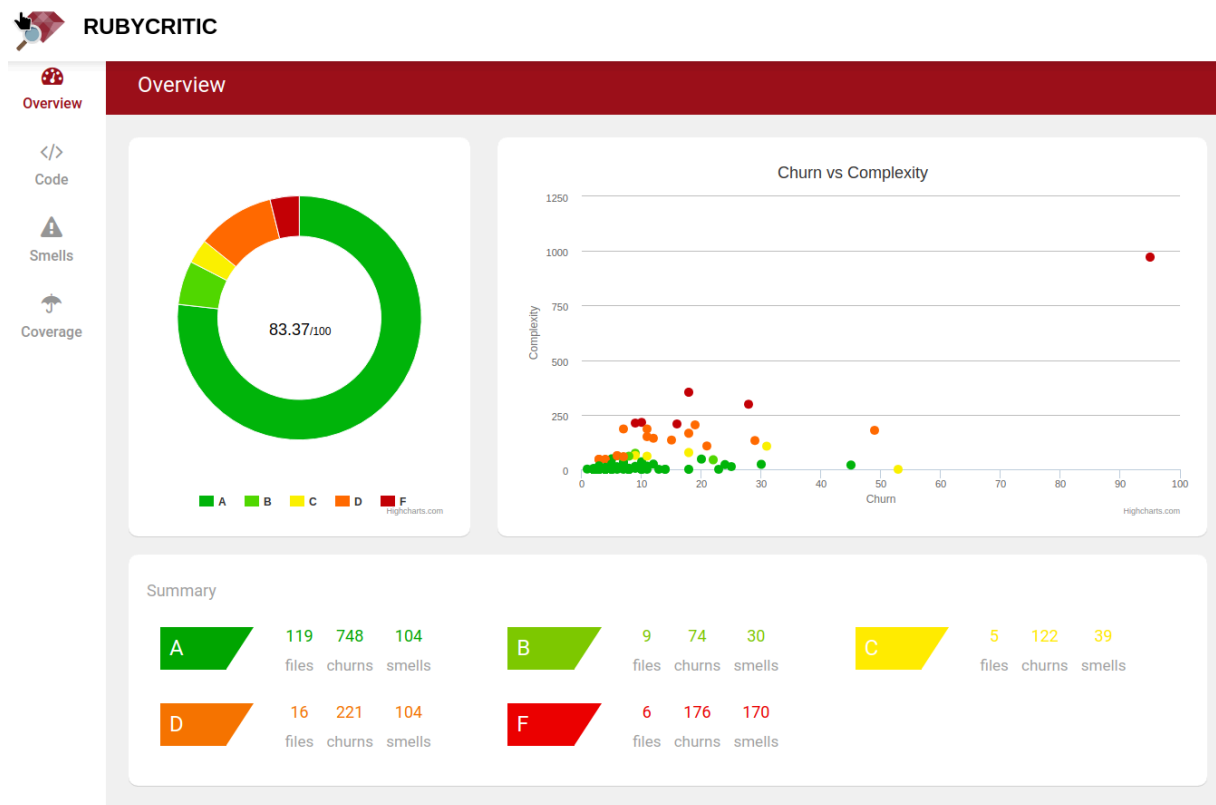 RUBYCRITIC
Overview
Code
Smells
Coverage
Overview
83.37/100
A B C D F
Highcharts.com
Churn vs Complexity
Complexity
1250
1000
750
500
250
0
0 10 20 30 40 50 60 70 80 90 100
Churn
Highcharts.com
Summary
A
119 748 104
files churns smells
B
9 74 30
files churns smells
C
5 122 39
files churns smells
D
16 221 104
files churns smells
F
6 176 170
files churns smells